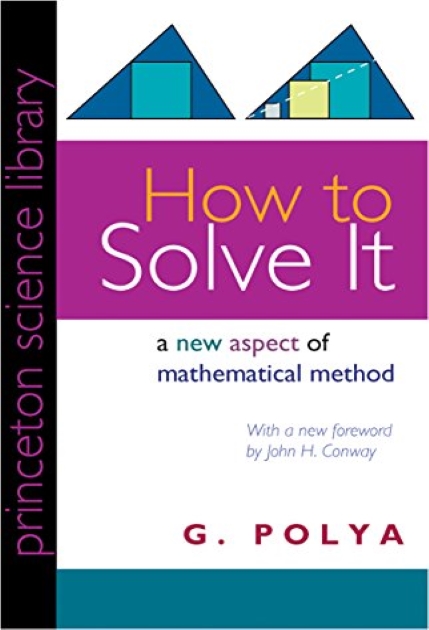 princeton science library
How to
Solve It
a new aspect of
mathematical method
With a new foreword
by John H. Conway
G. POLYA